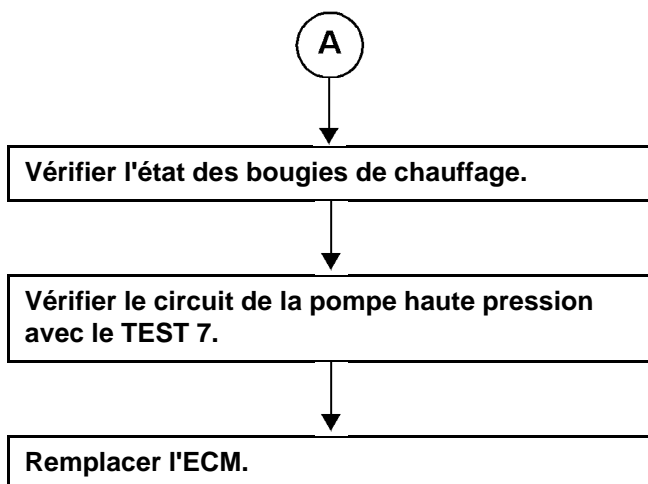 A
Vérifier l'état des bougies de chauffage.
Vérifier le circuit de la pompe haute pression
avec le TEST 7.
Remplacer l'ECM.